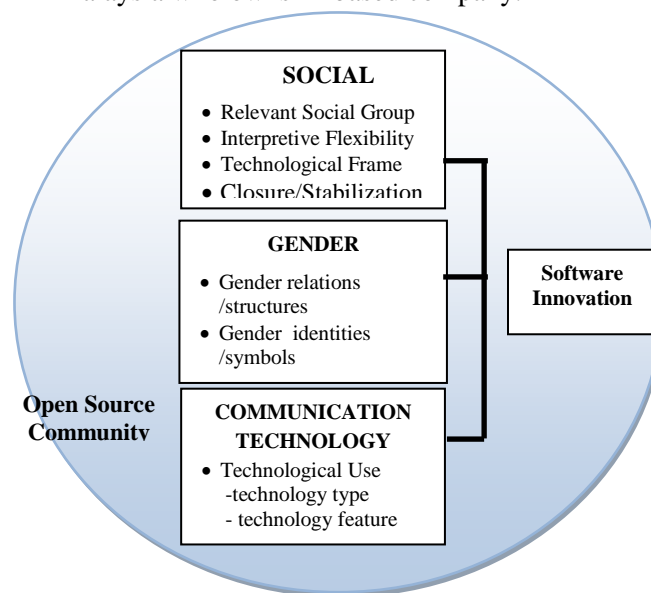 SOCIAL
• Relevant Social Group
• Interpretive Flexibility
• Technological Frame
• Closure/Stabilization
GENDER
• Gender relations
/structures
• Gender identities
/symbols
Software
Innovation
Open Source
Community
COMMUNICATION
TECHNOLOGY
• Technological Use
-technology type
- technology feature